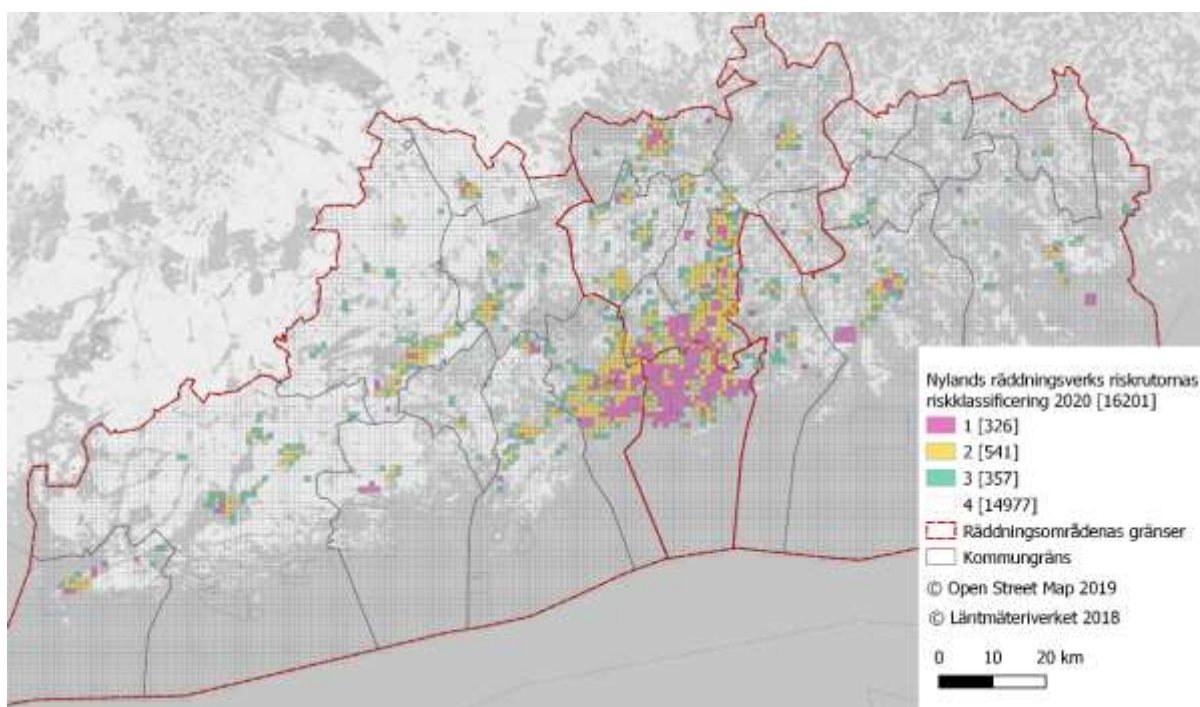 Nylands räddningsverks riskrutornas
riskklassificering 2020 [16201]
1 [326]
2 [541]
3 [357]
4 [14977]
Räddningsområdenas gränser
Kommungräns
© Open Street Map 2019
© Läntmäteriverket 2018
0 10 20 km